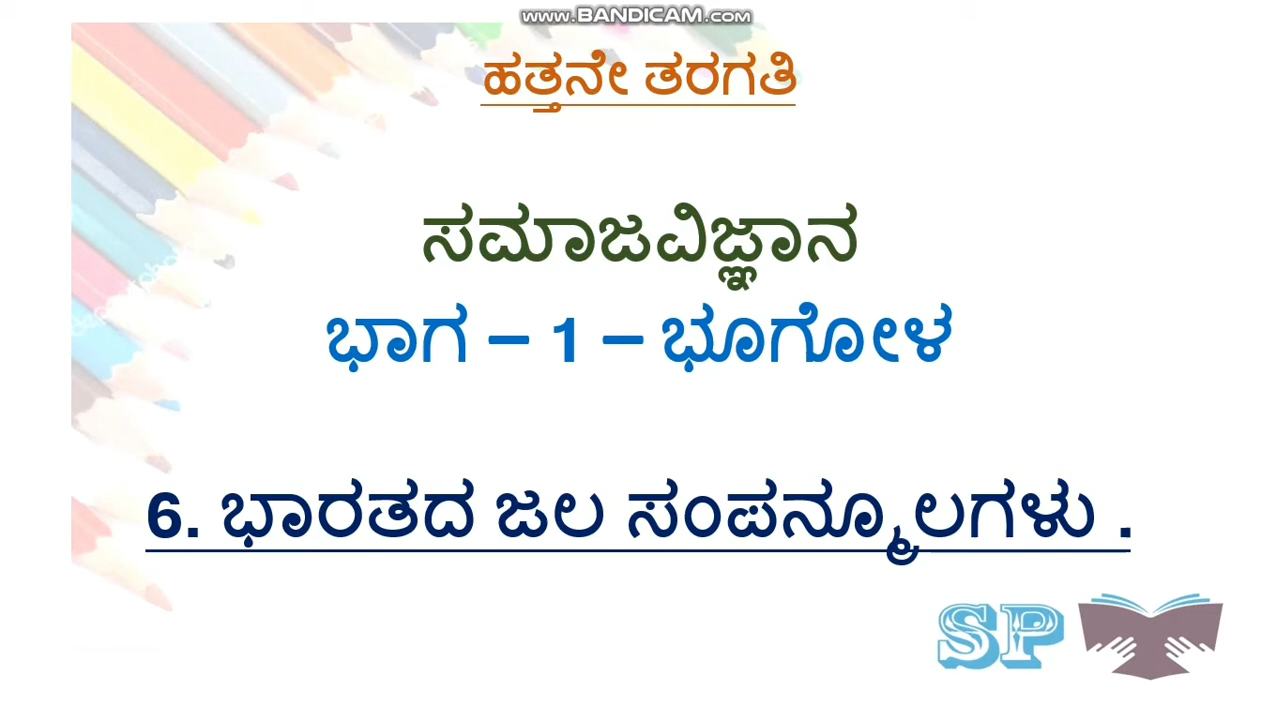 www.BANDICAM.com
ಹತ್ತನೇ ತರಗತಿ
ಸಮಾಜವಿಜ್ಞಾನ
ಭಾಗ – 1 – ಭೂಗೋಳ
6. ಭಾರತದ ಜಲ ಸಂಪನ್ಮೂಲಗಳು .
SP